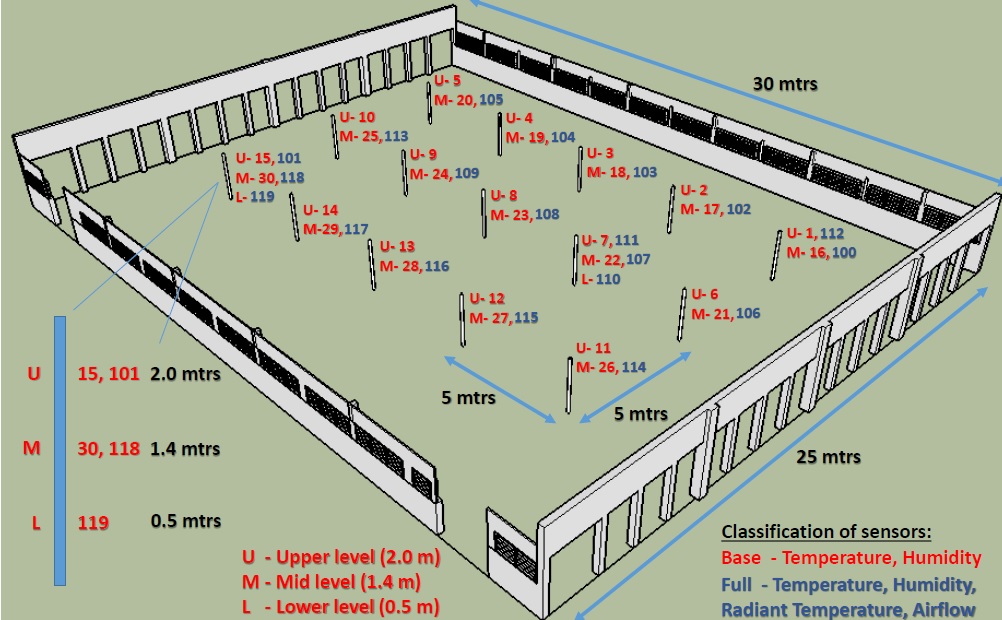 30 mtrs
U- 5
M- 20, 105
U- 10
M- 25, 113
U- 4
M- 19, 104
U- 15, 101
M- 30, 118
L- 119
U- 9
M- 24, 109
U- 3
M- 18, 103
U- 14
M-29, 117
U- 8
M- 23, 108
U- 2
M- 17, 102
U- 13
M- 28, 116
U- 7, 111
M- 22, 107
L- 110
U- 1, 112
M- 16, 100
U- 12
M- 27, 115
U- 6
M- 21, 106
U- 11
M- 26, 114
5 mtrs
5 mtrs
25 mtrs
U 15, 101 2.0 mtrs
M 30, 118 1.4 mtrs
L 119 0.5 mtrs
U - Upper level (2.0 m)
M - Mid level (1.4 m)
L - Lower level (0.5 m)
Classification of sensors:
Base - Temperature, Humidity
Full - Temperature, Humidity,
Radiant Temperature, Airflow